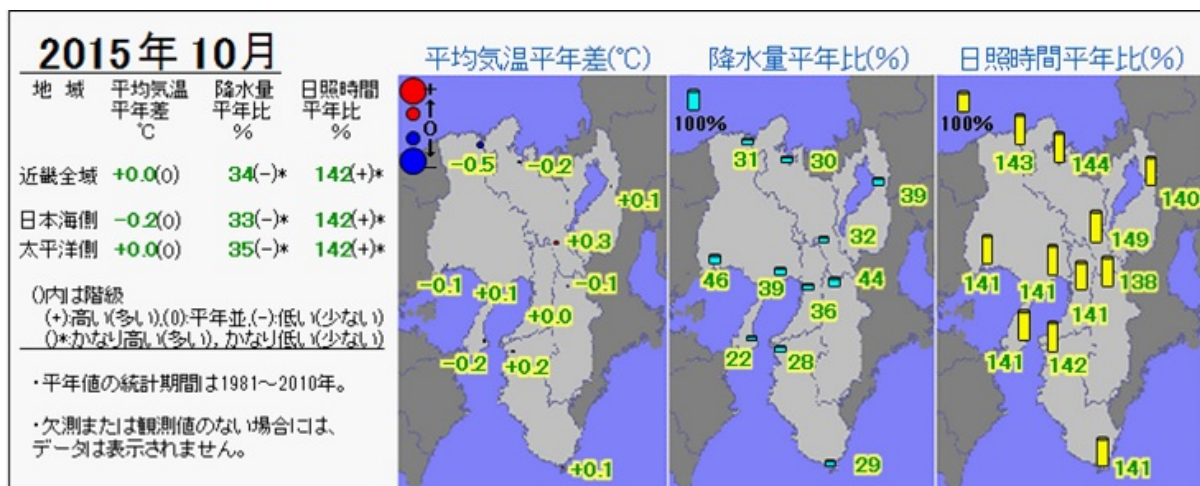 2015年10月
地 域 平均気温 降水量 日照時間
平年差 平年比 平年比
℃ % %
近畿全域 +0.0(0) 34(-)* 142(+)*
日本海側 -0.2(0) 33(-)* 142(+)*
太平洋側 +0.0(0) 35(-)* 142(+)*
()内は階級
(+):高い(多い),(0):平年並,(-):低い(少ない)
()*:かなり高い(多い), かなり低い(少ない)
・平年値の統計期間は1981～2010年。
・欠測または観測値のない場合には、
データは表示されません。
平均気温平年差(℃)
+
↑
0
↓
-
-0.5
-0.2
+0.1
+0.3
-0.1
-0.1
+0.1
+0.0
-0.2
+0.2
+0.1
降水量平年比(%)
100%
31
30
39
32
46
39
44
36
22
28
29
日照時間平年比(%)
100%
143
144
140
149
141
141
138
141
141
142
141